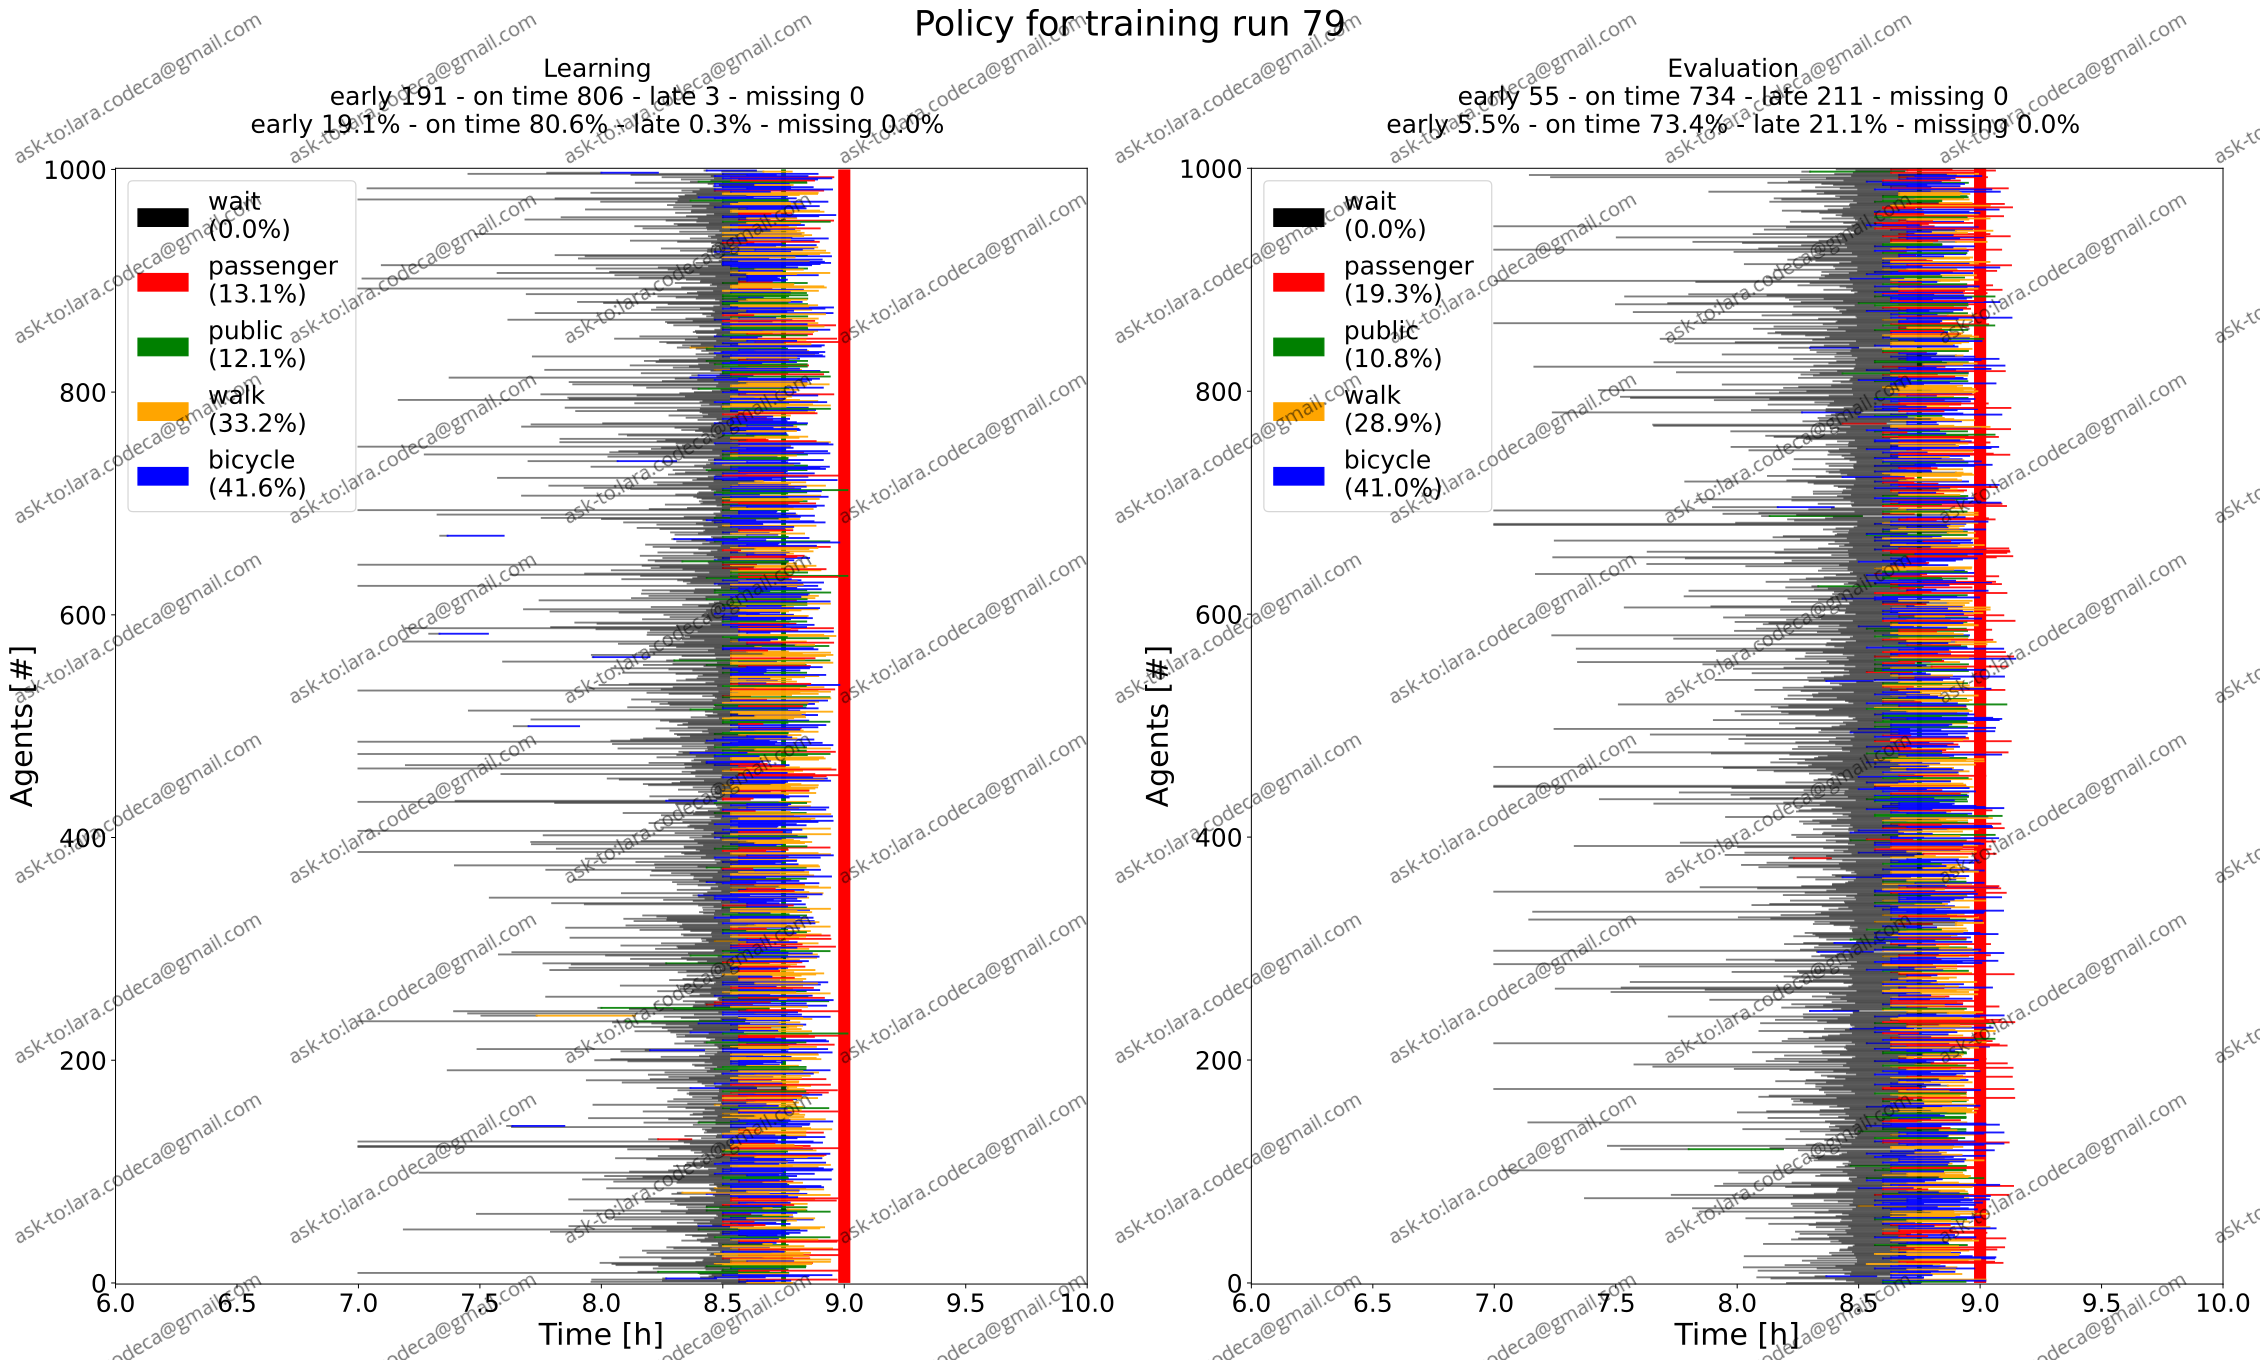 Policy for training run 79
Learning
early 191 - on time 806 - late 3 - missing 0
early 19.1% - on time 80.6% - late 0.3% - missing 0.0%
1000
800
600
400
200
0
Agents [#]
wait
(0.0%)
passenger
(13.1%)
public
(12.1%)
walk
(33.2%)
bicycle
(41.6%)
6.0 6.5 7.0 7.5 8.0 8.5 9.0 9.5 10.0
Time [h]
Evaluation
early 55 - on time 734 - late 211 - missing 0
early 5.5% - on time 73.4% - late 21.1% - missing 0.0%
1000
800
600
400
200
0
Agents [#]
wait
(0.0%)
passenger
(19.3%)
public
(10.8%)
walk
(28.9%)
bicycle
(41.0%)
6.0 6.5 7.0 7.5 8.0 8.5 9.0 9.5 10.0
Time [h]
ask-to:lara.codeca@gmail.com